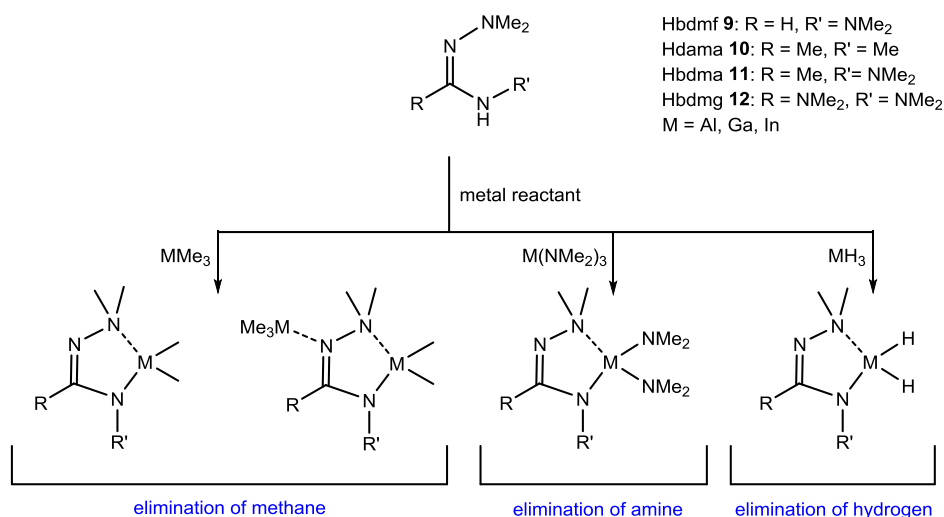 NMe2
N
R
N
H
R'
Hbdmf 9: R = H, R' = NMe2
Hdama 10: R = Me, R' = Me
Hbdma 11: R = Me, R'= NMe2
Hbdmg 12: R = NMe2, R' = NMe2
M = Al, Ga, In
metal reactant
MMe3
M(NMe2)3
MH3
N
N
M
R
N
R'
Me3M
N
N
M
R
N
R'
N
N
M
NMe2
NMe2
R
N
R'
N
N
M
H
H
R
N
R'
elimination of methane
elimination of amine
elimination of hydrogen